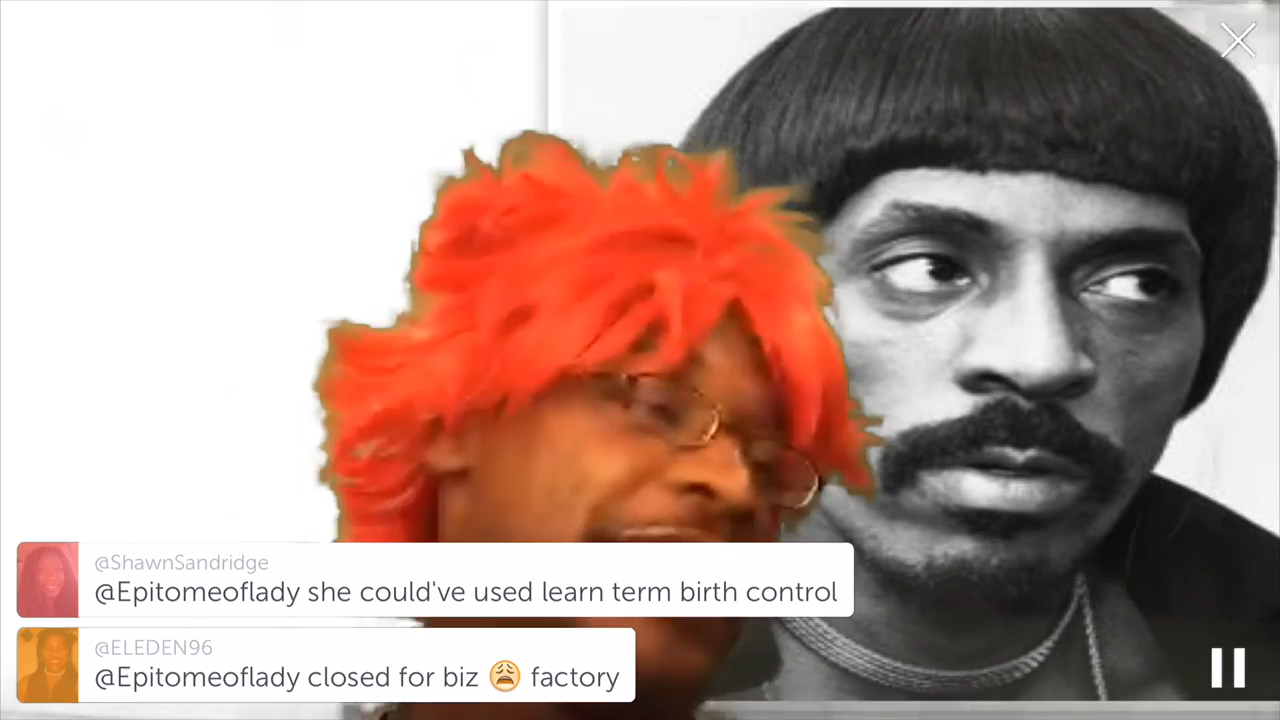 @ShawnSandridge
@Epitomeoflady she could've used learn term birth control
@ELEDEN96
@Epitomeoflady closed for biz 😩 factory